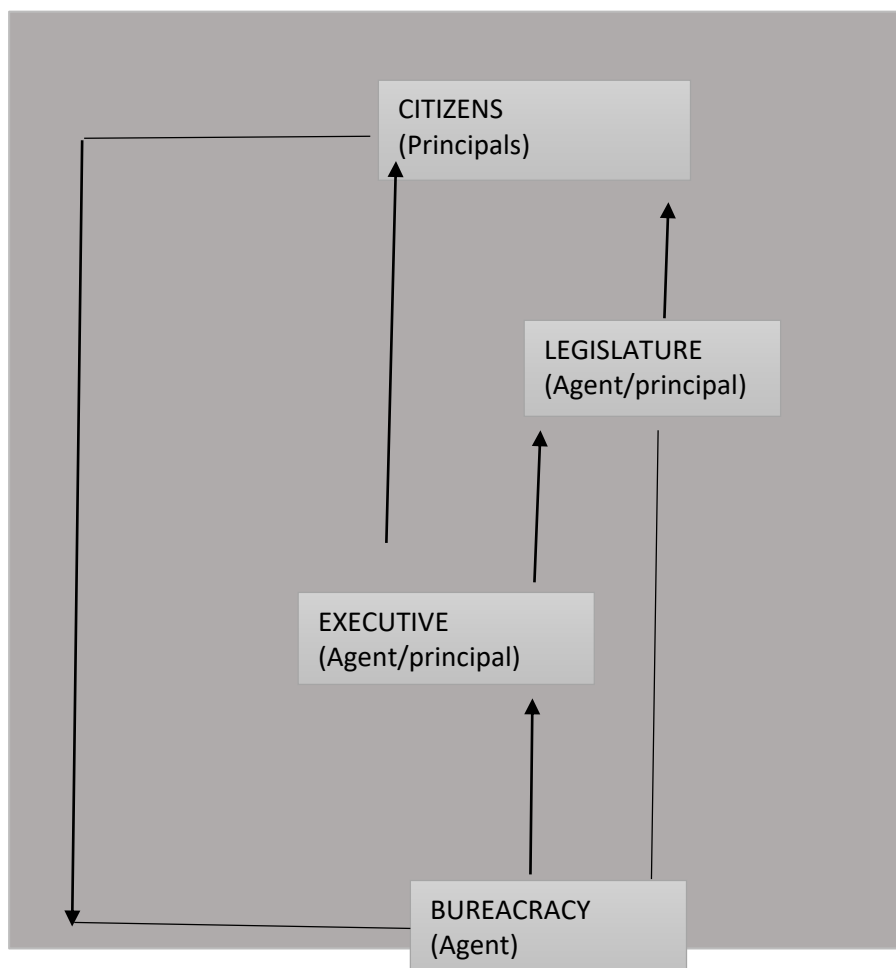 CITIZENS
(Principals)
LEGISLATURE
(Agent/principal)
EXECUTIVE
(Agent/principal)
BUREACRACY
(Agent)